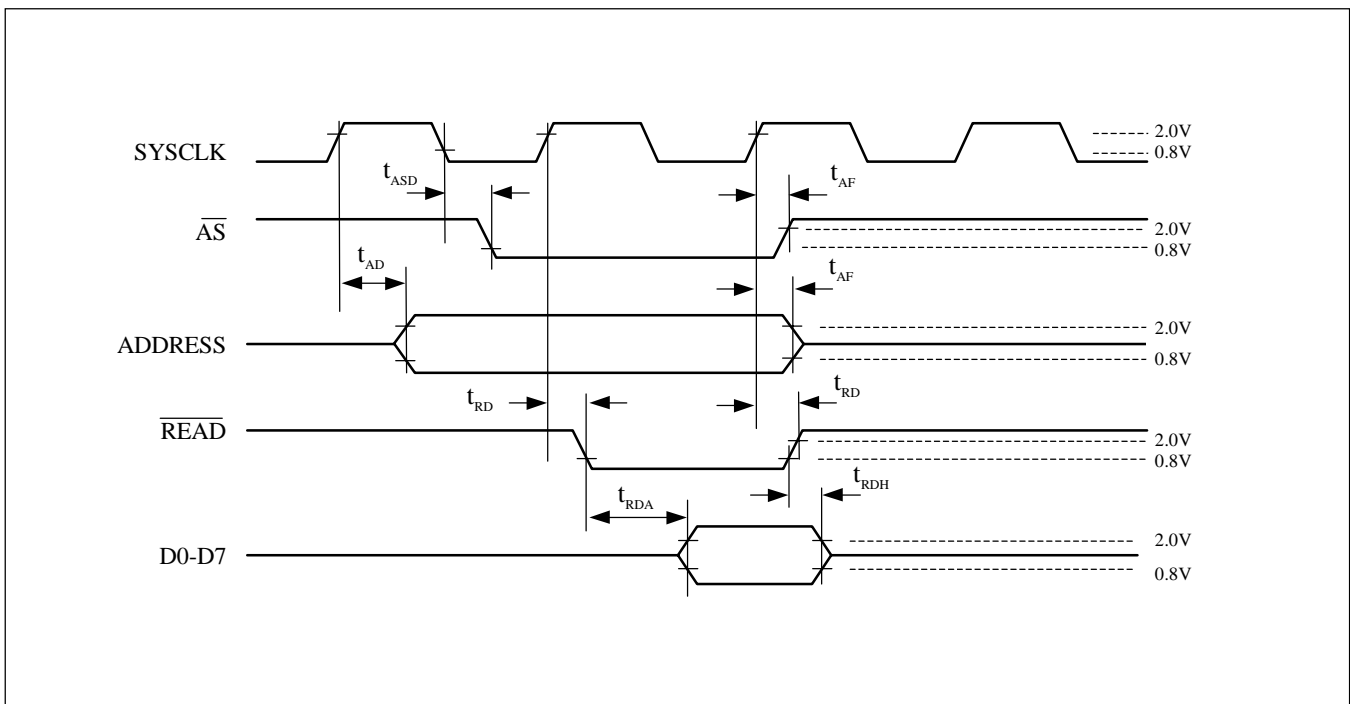 SYSCLK
2.0V
0.8V
tASD
tAF
AS
2.0V
0.8V
tAD
tAF
ADDRESS
2.0V
0.8V
tRD
tRD
READ
2.0V
0.8V
tRDA
tRDH
D0-D7
2.0V
0.8V